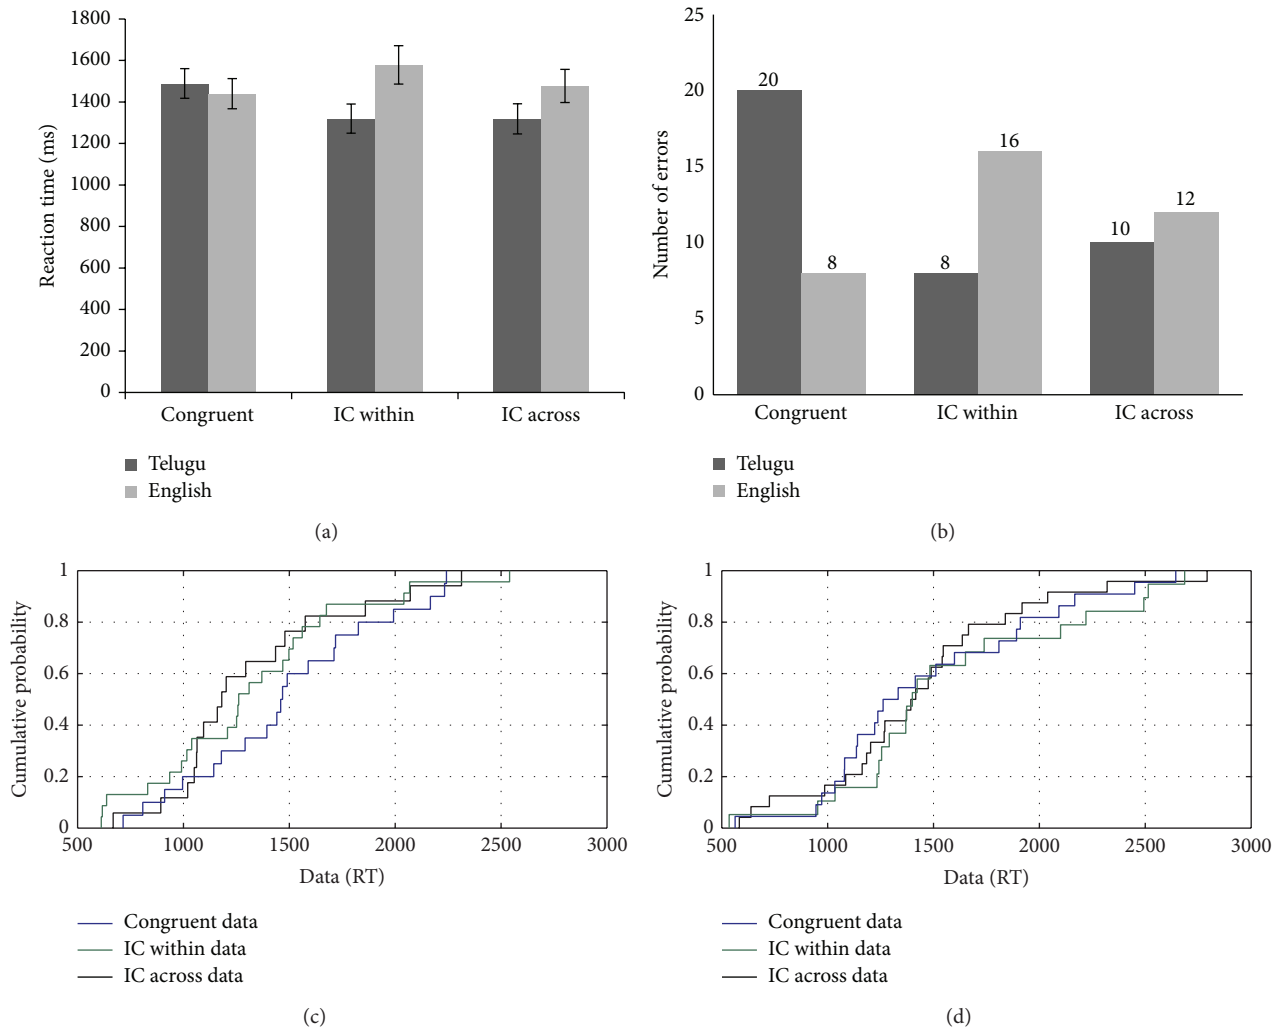 1800
1600
1400
1200
1000
800
600
400
200
0
Reaction time (ms)
Congruent IC within IC across
Telugu
English
(a)
25
20
15
10
5
0
Number of errors
20
8
8
16
10
12
Congruent IC within IC across
Telugu
English
(b)
1
0.8
0.6
0.4
0.2
0
Cumulative probability
500 1000 1500 2000 2500 3000
Data (RT)
Congruent data
IC within data
IC across data
(c)
1
0.8
0.6
0.4
0.2
0
Cumulative probability
500 1000 1500 2000 2500 3000
Data (RT)
Congruent data
IC within data
IC across data
(d)